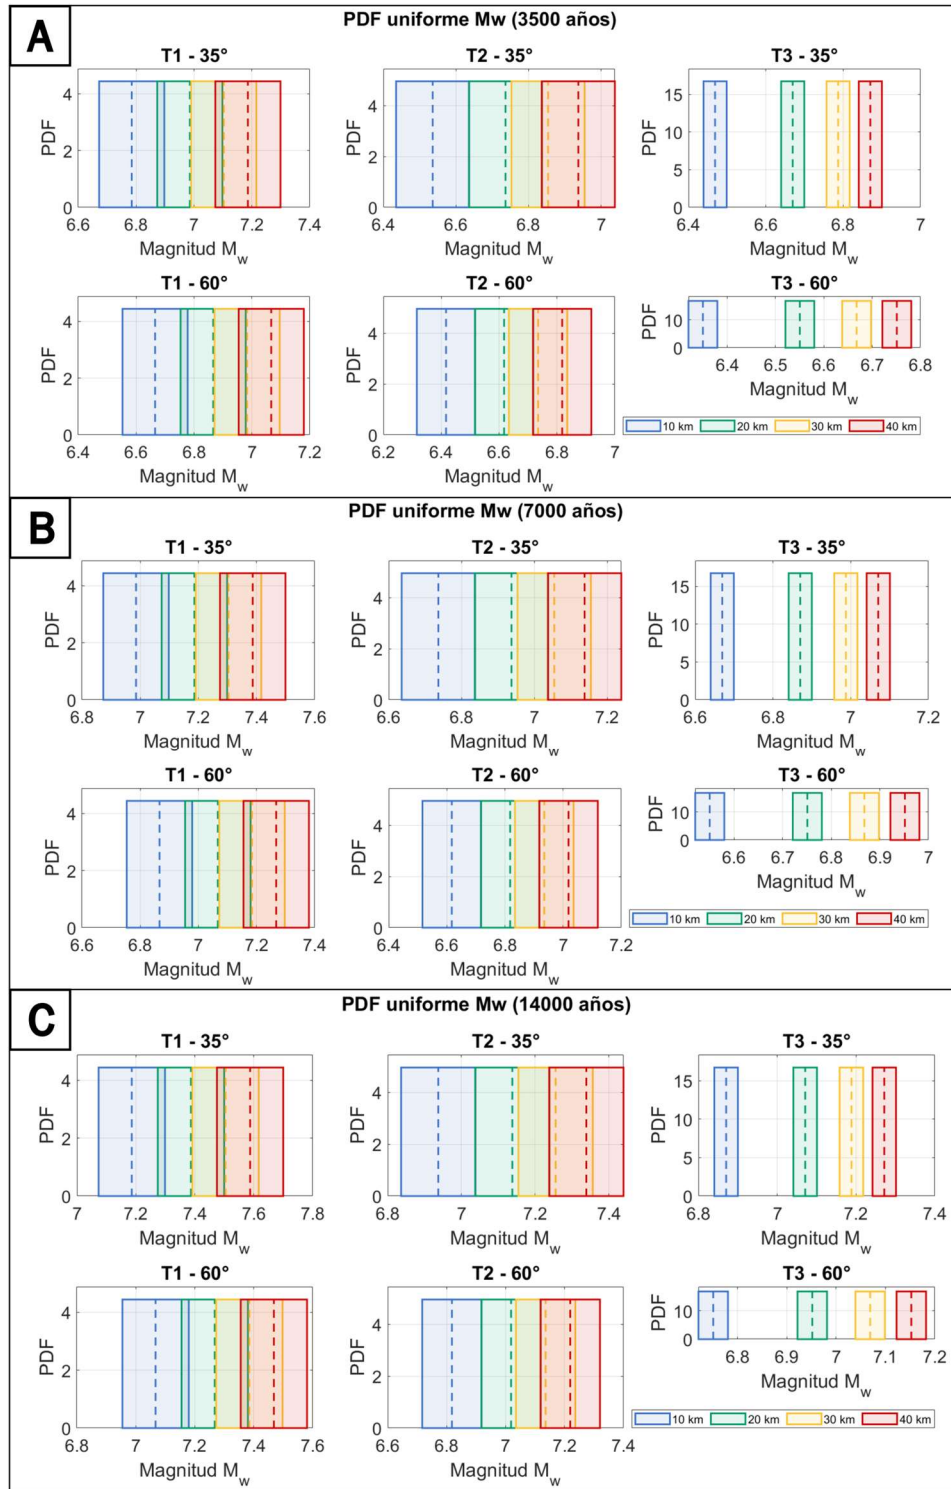 A
PDF uniforme Mw (3500 años)
T1 - 35°
T2 - 35°
T3 - 35°
PDF
4
2
0
6.6 6.8 7 7.2 7.4
Magnitud Mw
PDF
4
2
0
6.6 6.8 7
Magnitud Mw
PDF
15
10
5
0
6.4 6.6 6.8 7
Magnitud Mw
T1 - 60°
T2 - 60°
T3 - 60°
PDF
4
2
0
6.4 6.6 6.8 7 7.2
Magnitud Mw
PDF
4
2
0
6.2 6.4 6.6 6.8 7
Magnitud Mw
PDF
10
0
6.4 6.5 6.6 6.7 6.8
Magnitud Mw
10 km 20 km 30 km 40 km
B
PDF uniforme Mw (7000 años)
T1 - 35°
T2 - 35°
T3 - 35°
PDF
4
2
0
6.8 7 7.2 7.4 7.6
Magnitud Mw
PDF
4
2
0
6.6 6.8 7 7.2
Magnitud Mw
PDF
15
10
5
0
6.6 6.8 7 7.2
Magnitud Mw
T1 - 60°
T2 - 60°
T3 - 60°
PDF
4
2
0
6.6 6.8 7 7.2 7.4
Magnitud Mw
PDF
4
2
0
6.4 6.6 6.8 7 7.2
Magnitud Mw
PDF
10
0
6.6 6.7 6.8 6.9 7
Magnitud Mw
10 km 20 km 30 km 40 km
C
PDF uniforme Mw (14000 años)
T1 - 35°
T2 - 35°
T3 - 35°
PDF
4
2
0
7 7.2 7.4 7.6 7.8
Magnitud Mw
PDF
4
2
0
6.8 7 7.2 7.4
Magnitud Mw
PDF
15
10
5
0
6.8 7 7.2 7.4
Magnitud Mw
T1 - 60°
T2 - 60°
T3 - 60°
PDF
4
2
0
6.8 7 7.2 7.4 7.6
Magnitud Mw
PDF
4
2
0
6.6 6.8 7 7.2 7.4
Magnitud Mw
PDF
10
0
6.8 6.9 7 7.1 7.2
Magnitud Mw
10 km 20 km 30 km 40 km